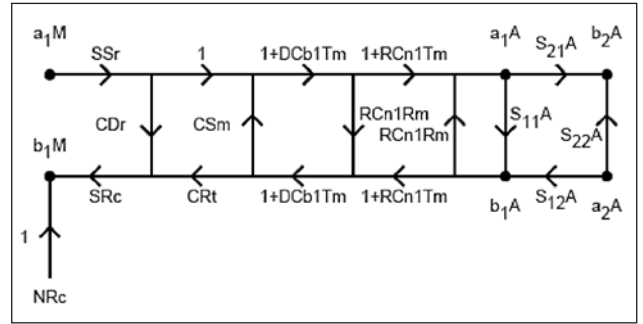 a₁M SSr 1 1+DCb1Tm 1+RCn1Tm a₁A S₂₁A b₂A
CDr CSm RCn1Rm S₁₁A
RCn1Rm S₂₂A
b₁M
SRc CRt 1+DCb1Tm 1+RCn1Tm b₁A S₁₂A a₂A
1
NRc